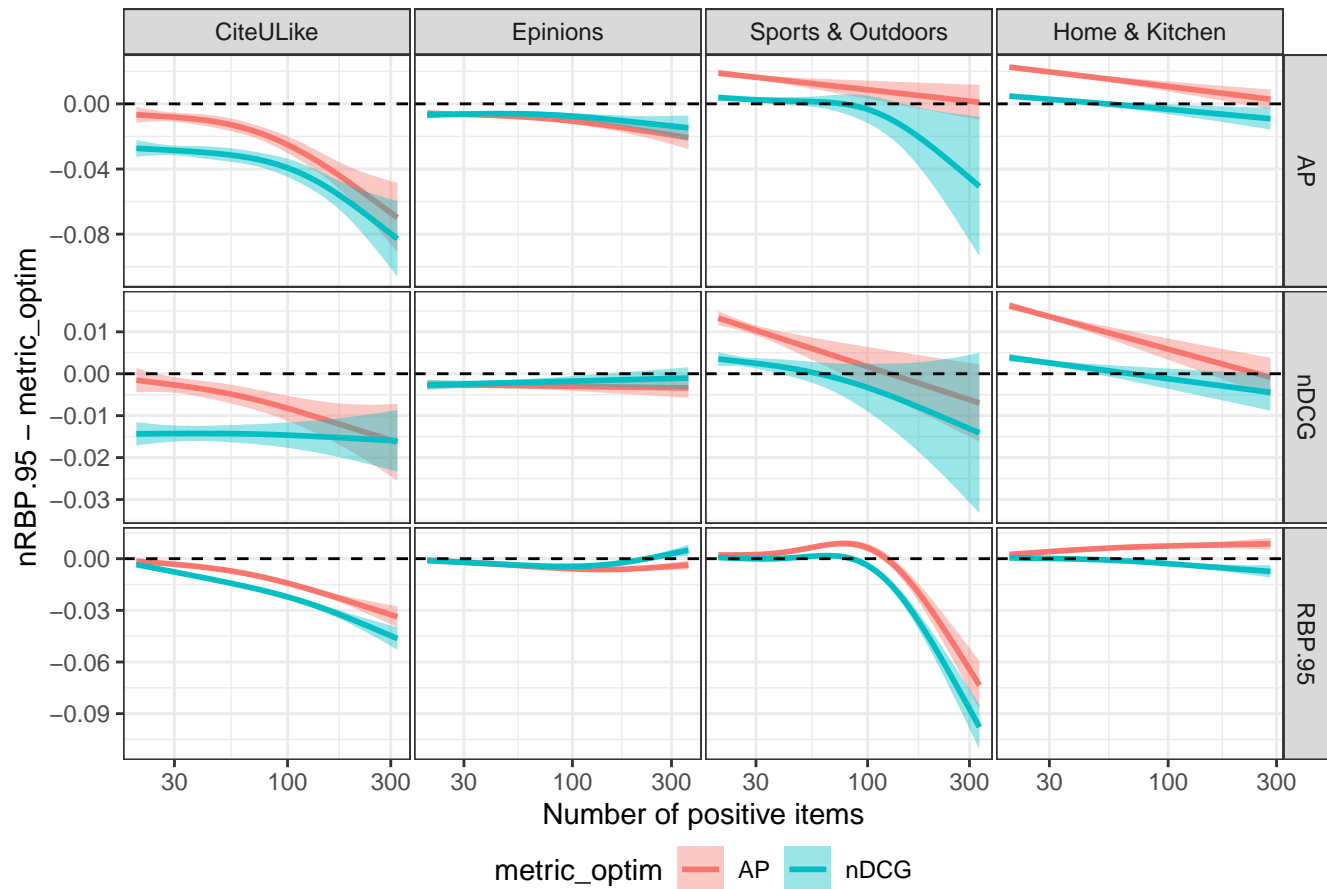 CiteULike Epinions Sports & Outdoors Home & Kitchen
0.00
−0.04
−0.08
AP
0.01
0.00
−0.01
−0.02
−0.03
nDCG
0.00
−0.03
−0.06
−0.09
RBP.95
nRBP.95 − metric_optim
30 100 300 30 100 300 30 100 300 30 100 300
Number of positive items
metric_optim AP nDCG